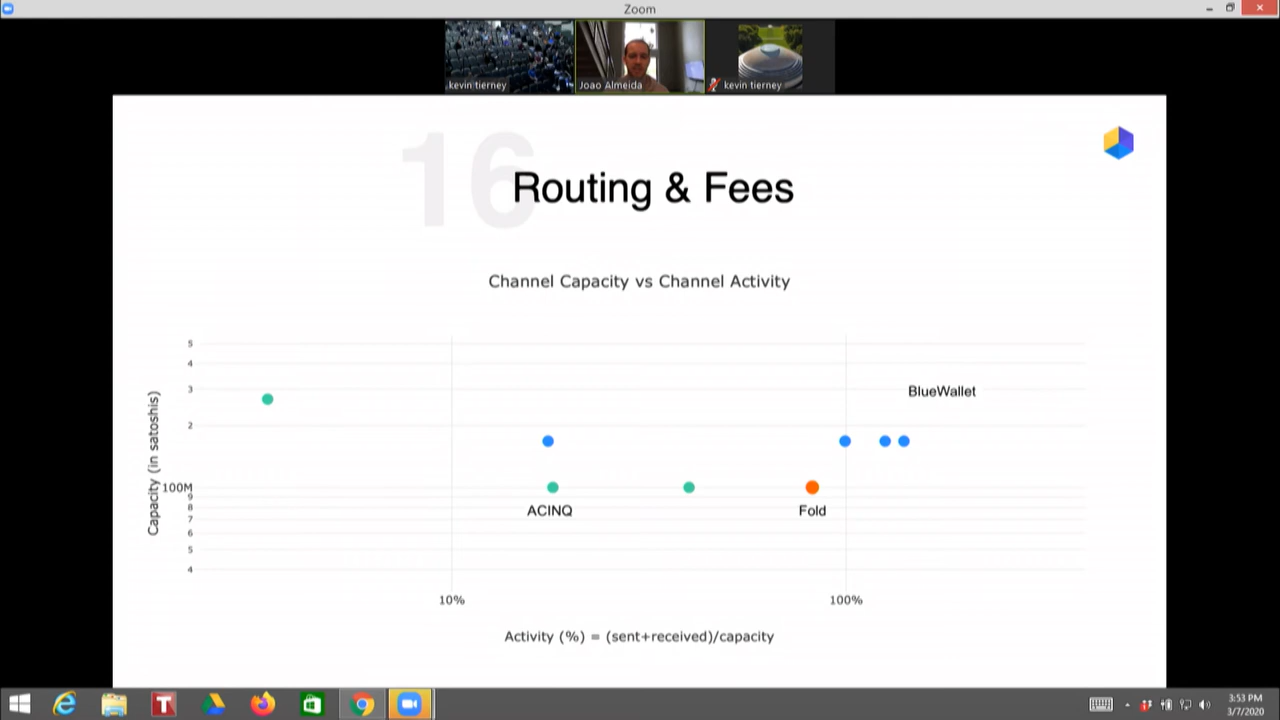 Zoom
kevin tierney
Joao Almeida
kevin tierney
16
Routing & Fees
Channel Capacity vs Channel Activity
5
4
3
2
100M
9
8
7
6
5
4
Capacity (in satoshis)
BlueWallet
ACINQ
Fold
10%
100%
Activity (%) = (sent+received)/capacity
T
3:53 PM
3/7/2020